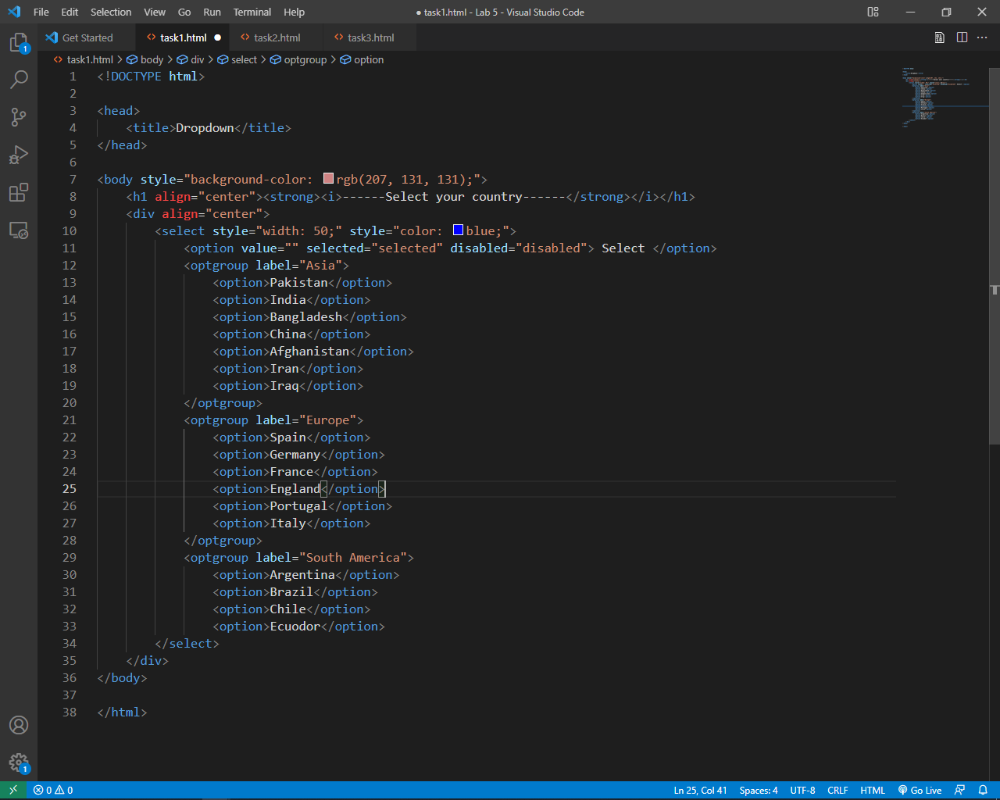 File Edit Selection View Go Run Terminal Help ● task1.html - Lab 5 - Visual Studio Code
Get Started <> task1.html ● <> task2.html <> task3.html
<> task1.html > body > div > select > optgroup > option
1 <!DOCTYPE html>
2
3 <head>
4 <title>Dropdown</title>
5 </head>
6
7 <body style="background-color: rgb(207, 131, 131);">
8 <h1 align="center"><strong><i>------Select your country------</strong></i></h1>
9 <div align="center">
10 <select style="width: 50;" style="color: blue;">
11 <option value="" selected="selected" disabled="disabled"> Select </option>
12 <optgroup label="Asia">
13 <option>Pakistan</option>
14 <option>India</option>
15 <option>Bangladesh</option>
16 <option>China</option>
17 <option>Afghanistan</option>
18 <option>Iran</option>
19 <option>Iraq</option>
20 </optgroup>
21 <optgroup label="Europe">
22 <option>Spain</option>
23 <option>Germany</option>
24 <option>France</option>
25 <option>England</option>
26 <option>Portugal</option>
27 <option>Italy</option>
28 </optgroup>
29 <optgroup label="South America">
30 <option>Argentina</option>
31 <option>Brazil</option>
32 <option>Chile</option>
33 <option>Ecuodor</option>
34 </select>
35 </div>
36 </body>
37
38 </html>
1
1
0 0 Ln 25, Col 41 Spaces: 4 UTF-8 CRLF HTML Go Live